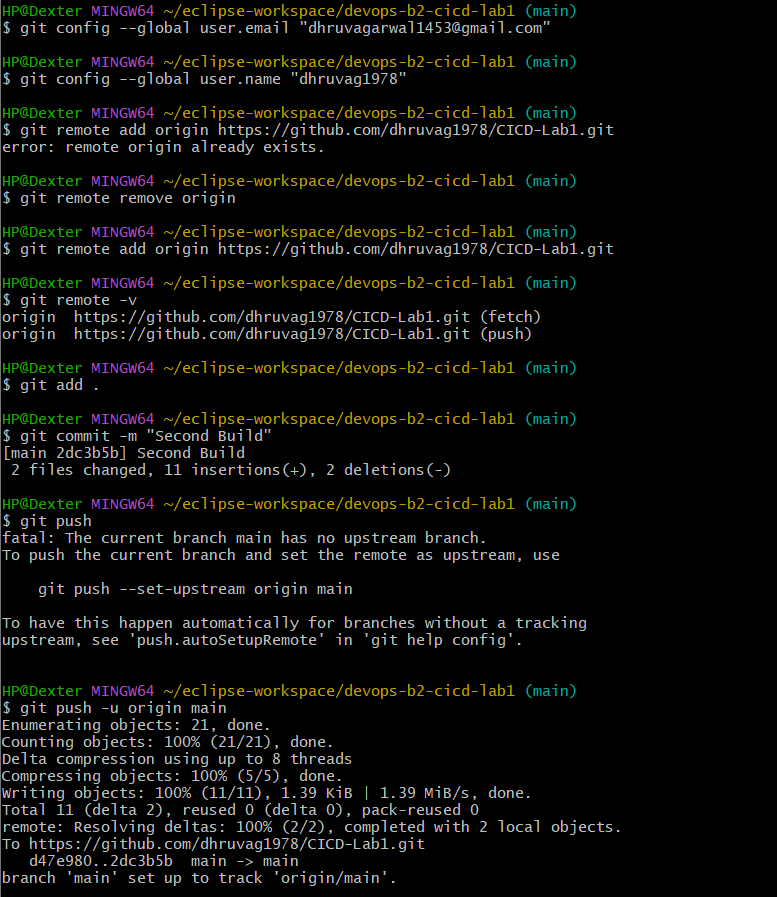 HP@Dexter MINGW64 ~/eclipse-workspace/devops-b2-cicd-lab1 (main)
$ git config --global user.email "dhruvagarwal1453@gmail.com"
HP@Dexter MINGW64 ~/eclipse-workspace/devops-b2-cicd-lab1 (main)
$ git config --global user.name "dhruvag1978"
HP@Dexter MINGW64 ~/eclipse-workspace/devops-b2-cicd-lab1 (main)
$ git remote add origin https://github.com/dhruvag1978/CICD-Lab1.git
error: remote origin already exists.
HP@Dexter MINGW64 ~/eclipse-workspace/devops-b2-cicd-lab1 (main)
$ git remote remove origin
HP@Dexter MINGW64 ~/eclipse-workspace/devops-b2-cicd-lab1 (main)
$ git remote add origin https://github.com/dhruvag1978/CICD-Lab1.git
HP@Dexter MINGW64 ~/eclipse-workspace/devops-b2-cicd-lab1 (main)
$ git remote -v
origin  https://github.com/dhruvag1978/CICD-Lab1.git (fetch)
origin  https://github.com/dhruvag1978/CICD-Lab1.git (push)
HP@Dexter MINGW64 ~/eclipse-workspace/devops-b2-cicd-lab1 (main)
$ git add .
HP@Dexter MINGW64 ~/eclipse-workspace/devops-b2-cicd-lab1 (main)
$ git commit -m "Second Build"
[main 2dc3b5b] Second Build
 2 files changed, 11 insertions(+), 2 deletions(-)
HP@Dexter MINGW64 ~/eclipse-workspace/devops-b2-cicd-lab1 (main)
$ git push
fatal: The current branch main has no upstream branch.
To push the current branch and set the remote as upstream, use
    git push --set-upstream origin main
To have this happen automatically for branches without a tracking
upstream, see 'push.autoSetupRemote' in 'git help config'.
HP@Dexter MINGW64 ~/eclipse-workspace/devops-b2-cicd-lab1 (main)
$ git push -u origin main
Enumerating objects: 21, done.
Counting objects: 100% (21/21), done.
Delta compression using up to 8 threads
Compressing objects: 100% (5/5), done.
Writing objects: 100% (11/11), 1.39 KiB | 1.39 MiB/s, done.
Total 11 (delta 2), reused 0 (delta 0), pack-reused 0
remote: Resolving deltas: 100% (2/2), completed with 2 local objects.
To https://github.com/dhruvag1978/CICD-Lab1.git
   d47e980..2dc3b5b  main -> main
branch 'main' set up to track 'origin/main'.